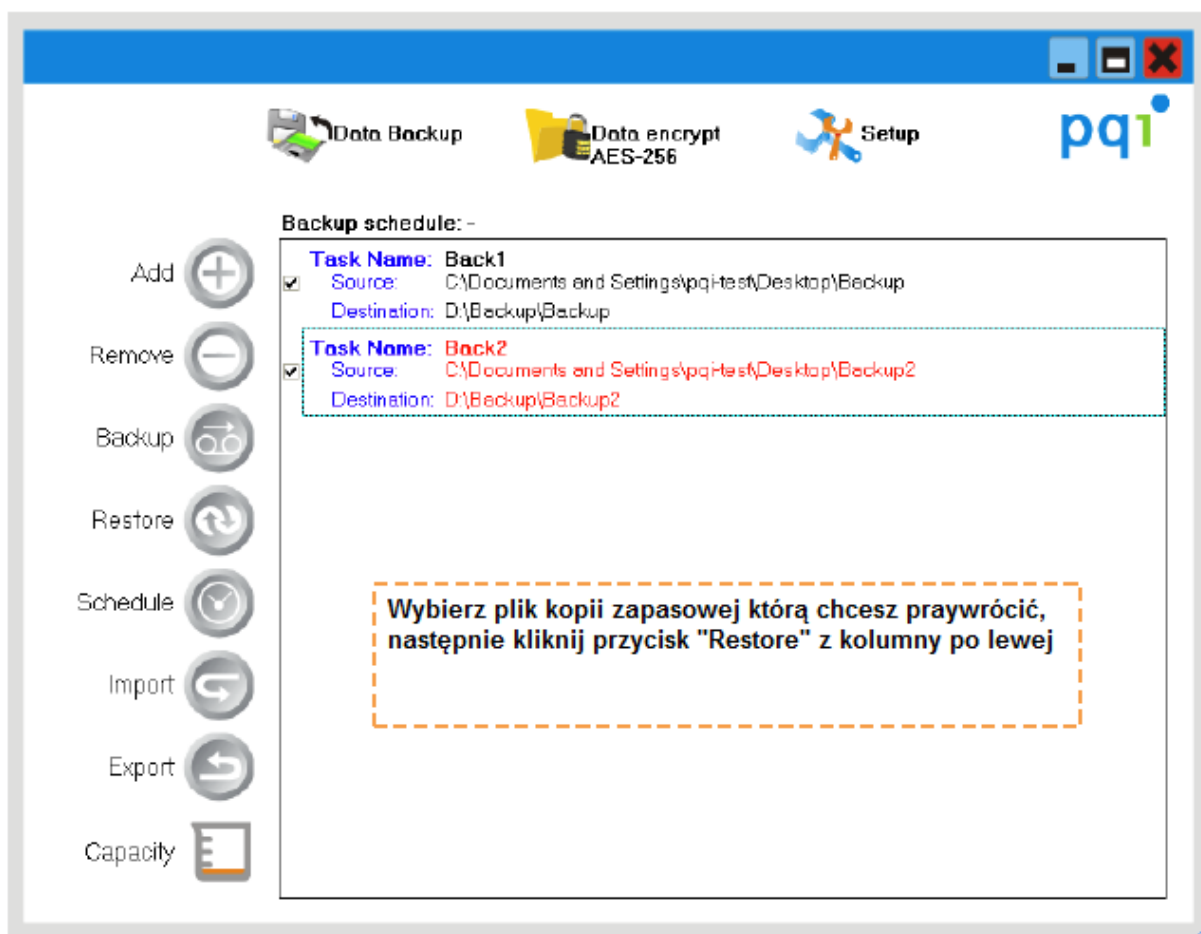 Data Backup
Data encrypt
AES-256
Setup
pqi
Backup schedule: -
Add
Task Name: Back1
Source: C:\Documents and Settings\pqi-test\Desktop\Backup
Destination: D:\Backup\Backup
Remove
Task Name: Back2
Source: C:\Documents and Settings\pqi-test\Desktop\Backup2
Destination: D:\Backup\Backup2
Backup
Restore
Schedule
Wybierz plik kopii zapasowej którą chcesz praywrócić,
następnie kliknij przycisk "Restore" z kolumny po lewej
Import
Export
Capacity